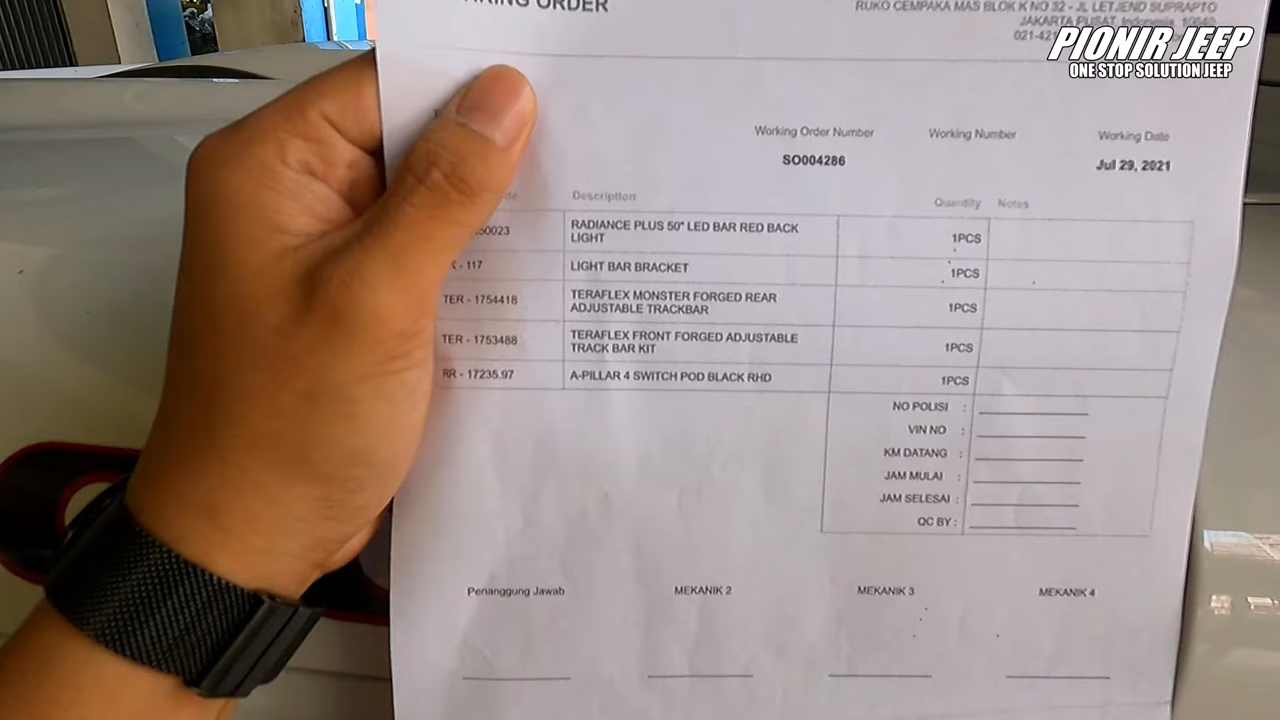 ORDER
RUKO CEMPAKA MAS BLOK K NO 32 - JL LETJEND SUPRAPTO
JAKARTA PUSAT, Indonesia, 10640
PIONIR JEEP
ONE STOP SOLUTION JEEP
Working Order Number Working Number Working Date
SO004286 Jul 29, 2021
Description Quantity Notes
RADIANCE PLUS 50" LED BAR RED BACK
LIGHT 1PCS
- 117 LIGHT BAR BRACKET 1PCS
TER - 1754418 TERAFLEX MONSTER FORGED REAR
ADJUSTABLE TRACKBAR 1PCS
TER - 1753488 TERAFLEX FRONT FORGED ADJUSTABLE
TRACK BAR KIT 1PCS
RR - 17235.97 A-PILLAR 4 SWITCH POD BLACK RHD 1PCS
NO POLISI :
VIN NO :
KM DATANG :
JAM MULAI :
JAM SELESAI :
QC BY :
Penanggung Jawab MEKANIK 2 MEKANIK 3 MEKANIK 4
Jeep